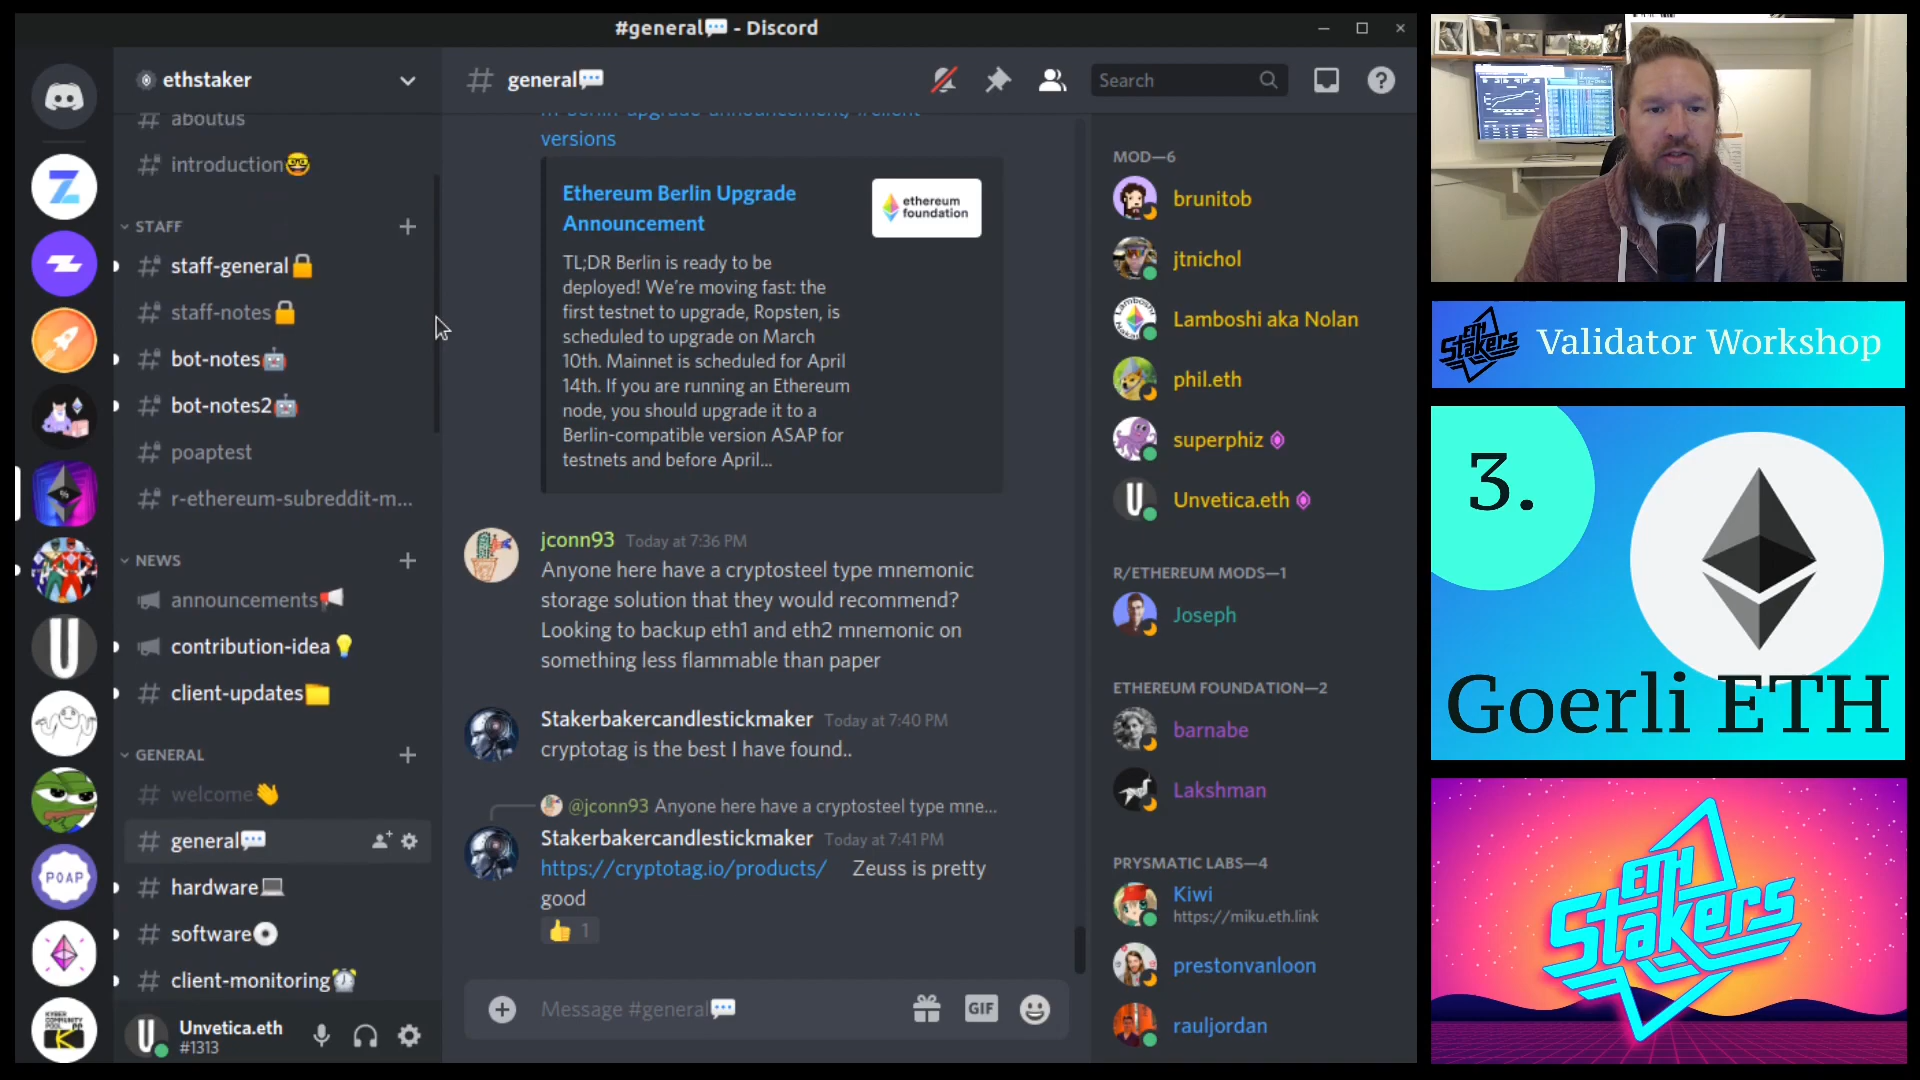 #general💬 - Discord
ethstaker
aboutus
introduction🤓
STAFF
staff-general🔒
staff-notes🔒
bot-notes🤖
bot-notes2🤖
poaptest
r-ethereum-subreddit-m...
NEWS
announcements📢
contribution-idea💡
client-updates📁
GENERAL
welcome👋
general💬
hardware💻
software💿
client-monitoring⏰
Unvetica.eth
#1313
general💬
Search
versions
Ethereum Berlin Upgrade
Announcement
ethereum
foundation
TL;DR Berlin is ready to be
deployed! We're moving fast: the
first testnet to upgrade, Ropsten, is
scheduled to upgrade on March
10th. Mainnet is scheduled for April
14th. If you are running an Ethereum
node, you should upgrade it to a
Berlin-compatible version ASAP for
testnets and before April...
jconn93 Today at 7:36 PM
Anyone here have a cryptosteel type mnemonic
storage solution that they would recommend?
Looking to backup eth1 and eth2 mnemonic on
something less flammable than paper
Stakerbakercandlestickmaker Today at 7:40 PM
cryptotag is the best I have found..
@jconn93 Anyone here have a cryptosteel type mne...
Stakerbakercandlestickmaker Today at 7:41 PM
https://cryptotag.io/products/ Zeuss is pretty
good
👍 1
Message #general💬
GIF
MOD—6
brunitob
jtnichol
Lamboshi aka Nolan
phil.eth
superphiz
Unvetica.eth
R/ETHEREUM MODS—1
Joseph
ETHEREUM FOUNDATION—2
barnabe
Lakshman
PRYSMATIC LABS—4
Kiwi
https://miku.eth.link
prestonvanloon
rauljordan
POAP
ETH
Stakers
Validator Workshop
3.
Goerli ETH
ETH
Stakers